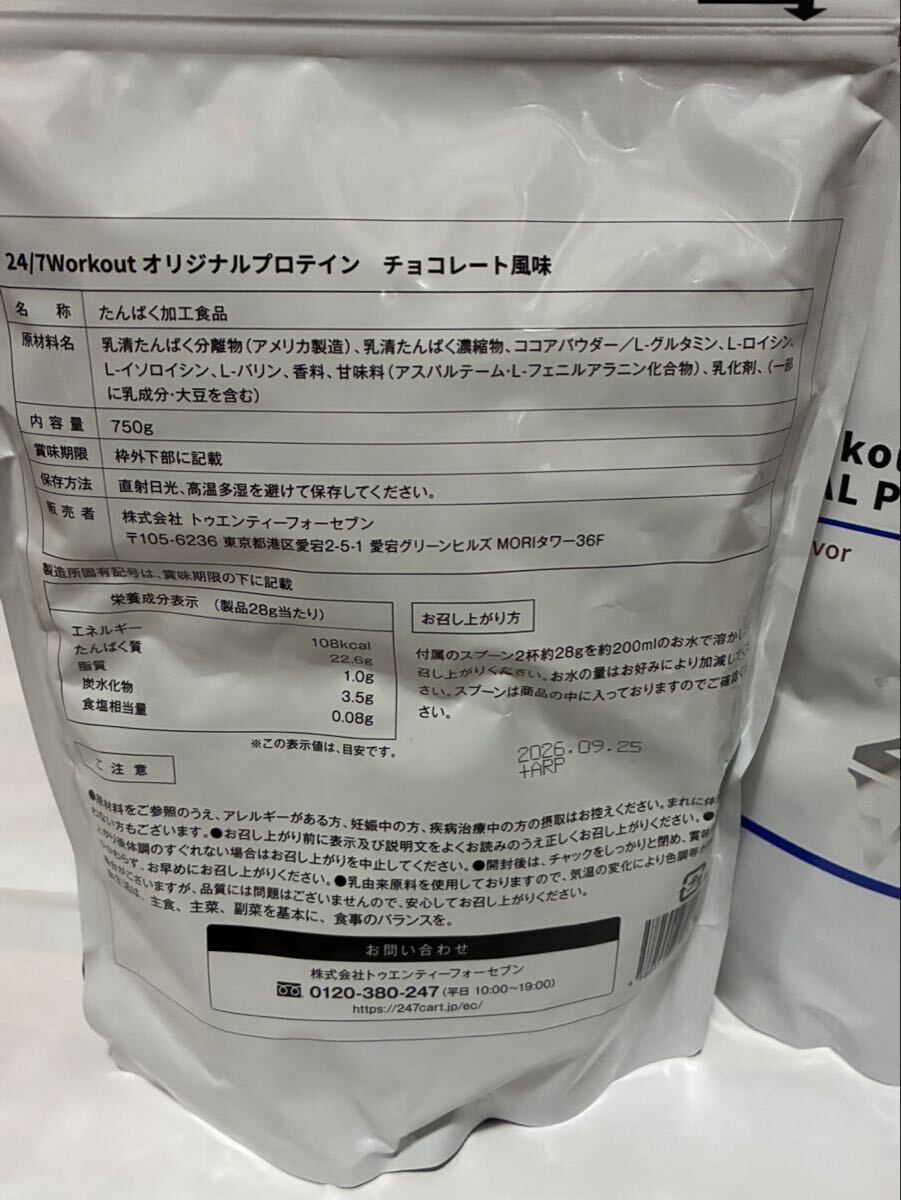 24/7Workout オリジナルプロテイン チョコレート風味
名 称 たんぱく加工食品
原材料名 乳清たんぱく分離物(アメリカ製造)、乳清たんぱく濃縮物、ココアパウダー/L-グルタミン、L-ロイシン、
L-イソロイシン、L-バリン、香料、甘味料(アスパルテーム・L-フェニルアラニン化合物)、乳化剤、(一部
に乳成分・大豆を含む)
内 容 量 750g
賞味期限 枠外下部に記載
保存方法 直射日光、高温多湿を避けて保存してください。
販 売 者 株式会社 トゥエンティーフォーセブン
〒105-6236 東京都港区愛宕2-5-1 愛宕グリーンヒルズ MORIタワー36F
製造所固有記号は、賞味期限の下に記載
栄養成分表示 (製品28g当たり)
エネルギー 108kcal
たんぱく質 22.6g
脂質 1.0g
炭水化物 3.5g
食塩相当量 0.08g
※この表示値は、目安です。
お召し上がり方
付属のスプーン2杯約28gを約200mlのお水で溶かし
召し上がりください。お水の量はお好みにより加減してくだ
さい。スプーンは商品の中に入っておりますのでご確認くだ
さい。
2026.09.25
+ARP
ご 注 意
●原材料をご参照のうえ、アレルギーがある方、妊娠中の方、疾病治療中の方の摂取はお控えください。まれに体
わない方もございます。●お召し上がり前に表示及び説明文をよくお読みのうえ正しくお召し上がりください。●
上がり後体調のすぐれない場合はお召し上がりを中止してください。●開封後は、チャックをしっかりと閉め、賞味
かかわらず、お早めにお召し上がりください。●乳由来原料を使用しておりますので、気温の変化により色調等が
場合がございますが、品質には問題はございませんので、安心してお召し上がりください。
食生活は、主食、主菜、副菜を基本に、食事のバランスを。
お問い合わせ
株式会社トゥエンティーフォーセブン
0120-380-247 (平日 10:00〜19:00)
https://247cart.jp/ec/
kou
AL P
vor